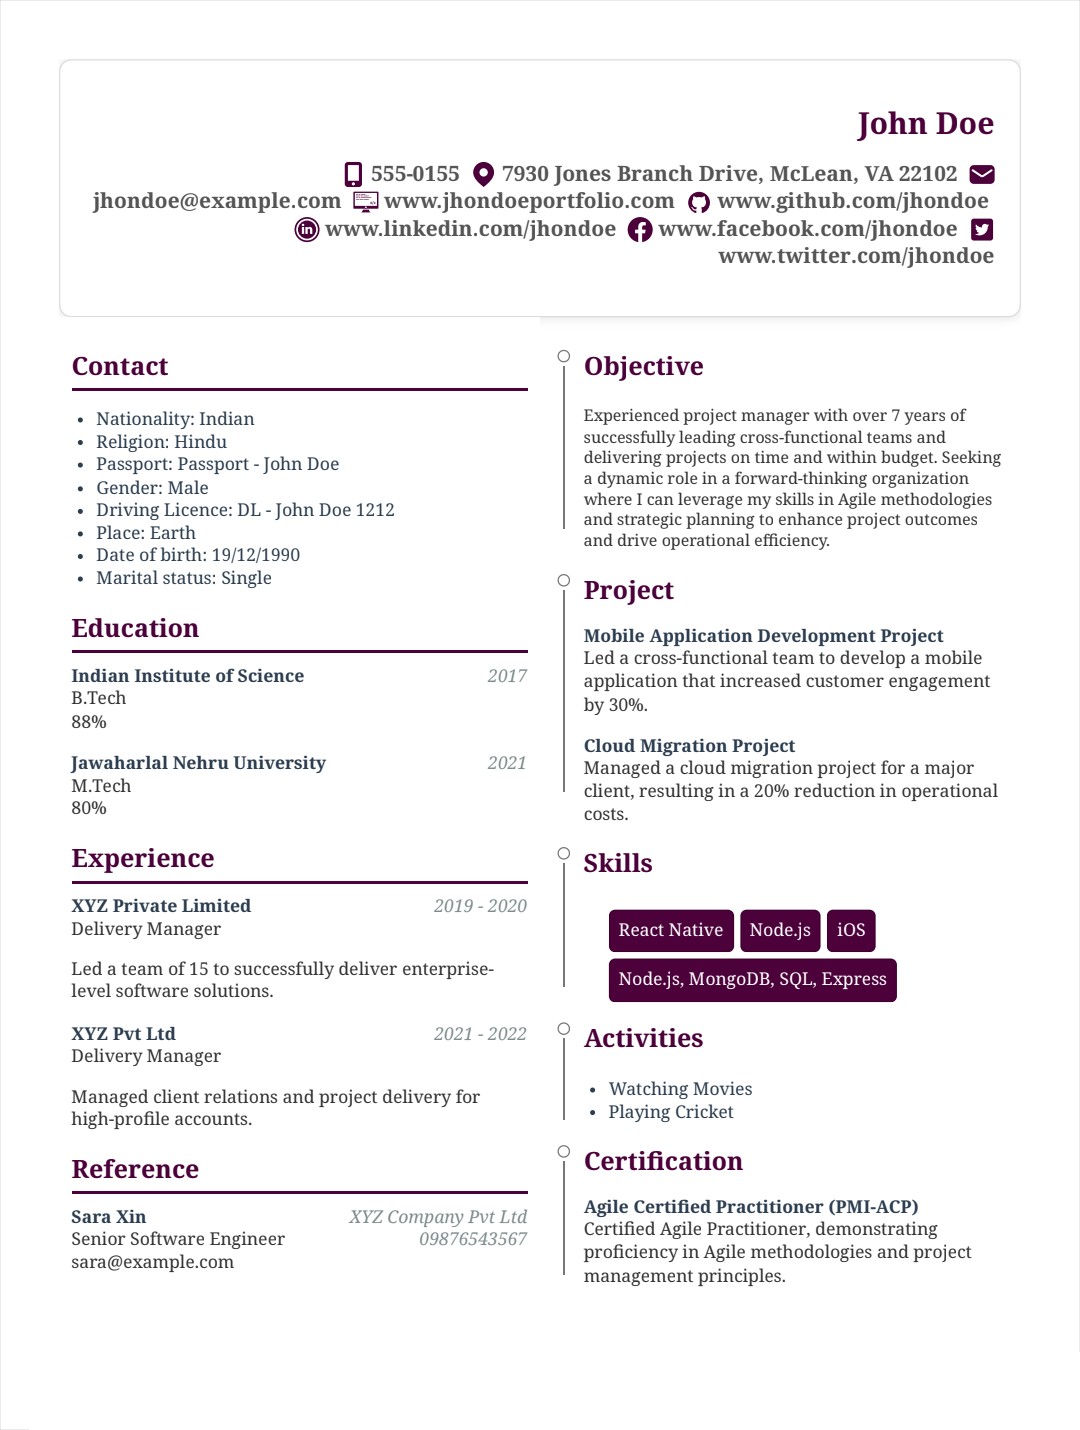 John Doe
555-0155 7930 Jones Branch Drive, McLean, VA 22102
jhondoe@example.com www.jhondoeportfolio.com www.github.com/jhondoe
www.linkedin.com/jhondoe www.facebook.com/jhondoe
www.twitter.com/jhondoe
Contact
• Nationality: Indian
• Religion: Hindu
• Passport: Passport - John Doe
• Gender: Male
• Driving Licence: DL - John Doe 1212
• Place: Earth
• Date of birth: 19/12/1990
• Marital status: Single
Education
Indian Institute of Science 2017
B.Tech
88%
Jawaharlal Nehru University 2021
M.Tech
80%
Experience
XYZ Private Limited 2019 - 2020
Delivery Manager
Led a team of 15 to successfully deliver enterprise-
level software solutions.
XYZ Pvt Ltd 2021 - 2022
Delivery Manager
Managed client relations and project delivery for
high-profile accounts.
Reference
Sara Xin XYZ Company Pvt Ltd
Senior Software Engineer 09876543567
sara@example.com
Objective
Experienced project manager with over 7 years of
successfully leading cross-functional teams and
delivering projects on time and within budget. Seeking
a dynamic role in a forward-thinking organization
where I can leverage my skills in Agile methodologies
and strategic planning to enhance project outcomes
and drive operational efficiency.
Project
Mobile Application Development Project
Led a cross-functional team to develop a mobile
application that increased customer engagement
by 30%.
Cloud Migration Project
Managed a cloud migration project for a major
client, resulting in a 20% reduction in operational
costs.
Skills
React Native Node.js iOS
Node.js, MongoDB, SQL, Express
Activities
• Watching Movies
• Playing Cricket
Certification
Agile Certified Practitioner (PMI-ACP)
Certified Agile Practitioner, demonstrating
proficiency in Agile methodologies and project
management principles.